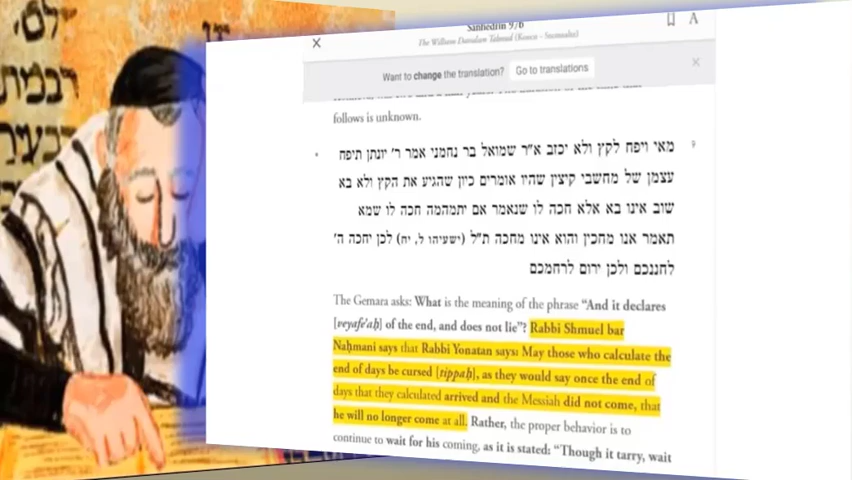 Sanhedrin 97b
The William Davidson Talmud (Koren - Steinsaltz)
A
Want to change the translation? Go to translations
follows is unknown.
מאי ויפח לקץ ולא יכזב א״ר שמואל בר נחמני אמר ר׳ יונתן תיפח
עצמן של מחשבי קיצין שהיו אומרים כיון שהגיע את הקץ ולא בא
שוב אינו בא אלא חכה לו שנאמר אם יתמהמה חכה לו שמא
תאמר אנו מחכין והוא אינו מחכה ת״ל (ישעיהו ל, יח) לכן יחכה ה׳
לחננכם ולכן ירום לרחמכם
The Gemara asks: What is the meaning of the phrase “And it declares
[veyafe’aḥ] of the end, and does not lie”? Rabbi Shmuel bar
Naḥmani says that Rabbi Yonatan says: May those who calculate the
end of days be cursed [tippaḥ], as they would say once the end of
days that they calculated arrived and the Messiah did not come, that
he will no longer come at all. Rather, the proper behavior is to
continue to wait for his coming, as it is stated: “Though it tarry, wait